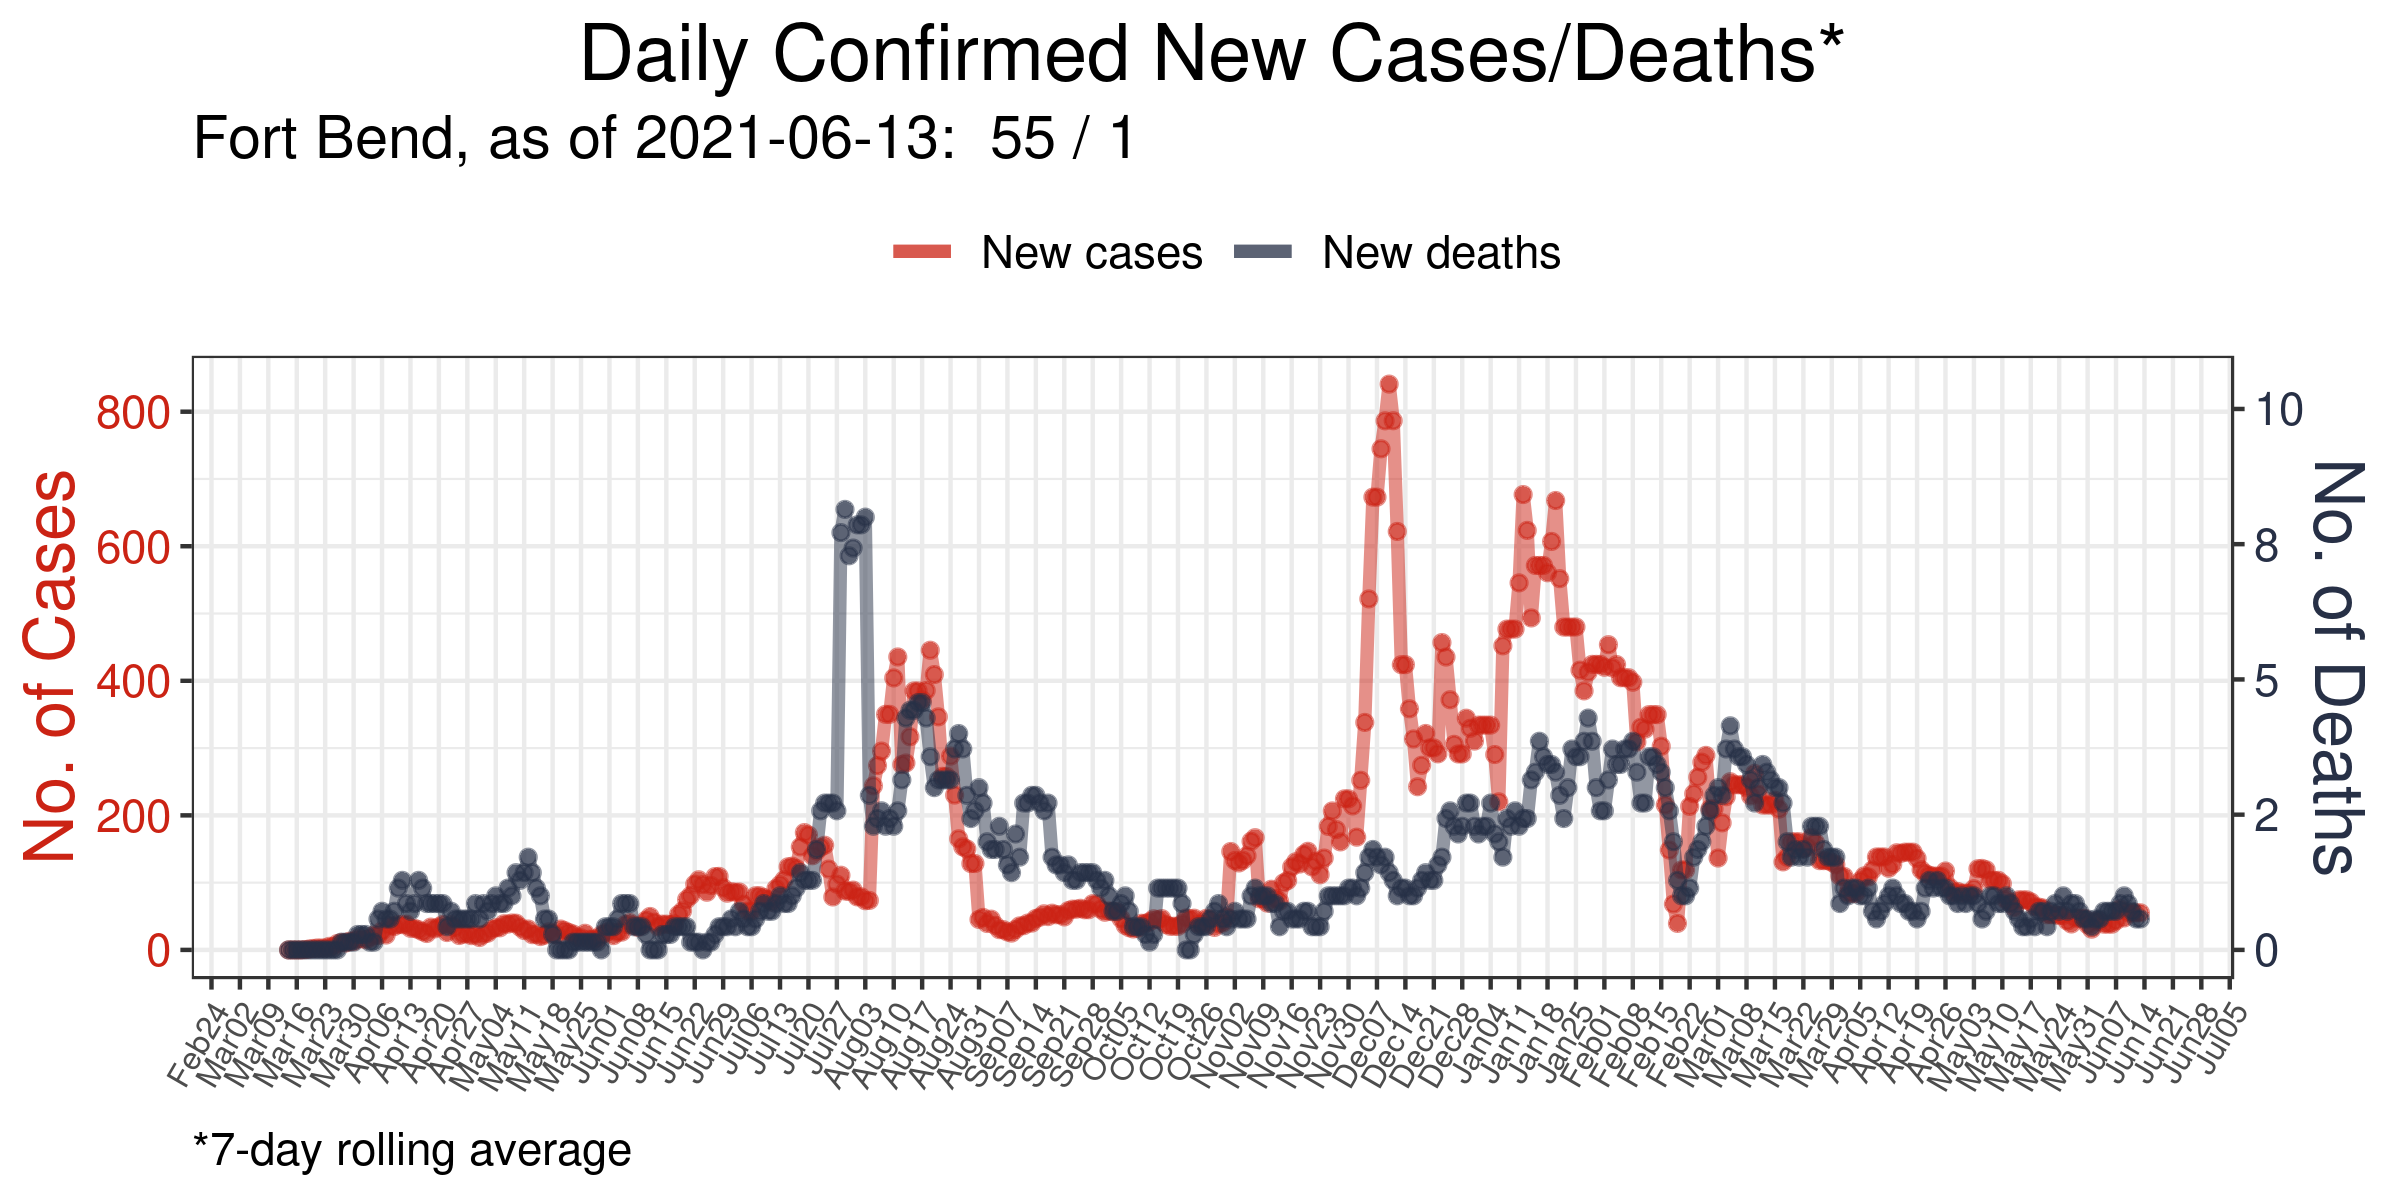 Daily Confirmed New Cases/Deaths*
Fort Bend, as of 2021-06-13:  55 / 1
New cases
New deaths
No. of Cases
800
600
400
200
0
10
8
5
2
0
No. of Deaths
Feb24
Mar02
Mar09
Mar16
Mar23
Mar30
Apr06
Apr13
Apr20
Apr27
May04
May11
May18
May25
Jun01
Jun08
Jun15
Jun22
Jun29
Jul06
Jul13
Jul20
Jul27
Aug03
Aug10
Aug17
Aug24
Aug31
Sep07
Sep14
Sep21
Sep28
Oct05
Oct12
Oct19
Oct26
Nov02
Nov09
Nov16
Nov23
Nov30
Dec07
Dec14
Dec21
Dec28
Jan04
Jan11
Jan18
Jan25
Feb01
Feb08
Feb15
Feb22
Mar01
Mar08
Mar15
Mar22
Mar29
Apr05
Apr12
Apr19
Apr26
May03
May10
May17
May24
May31
Jun07
Jun14
Jun21
Jun28
Jul05
*7-day rolling average